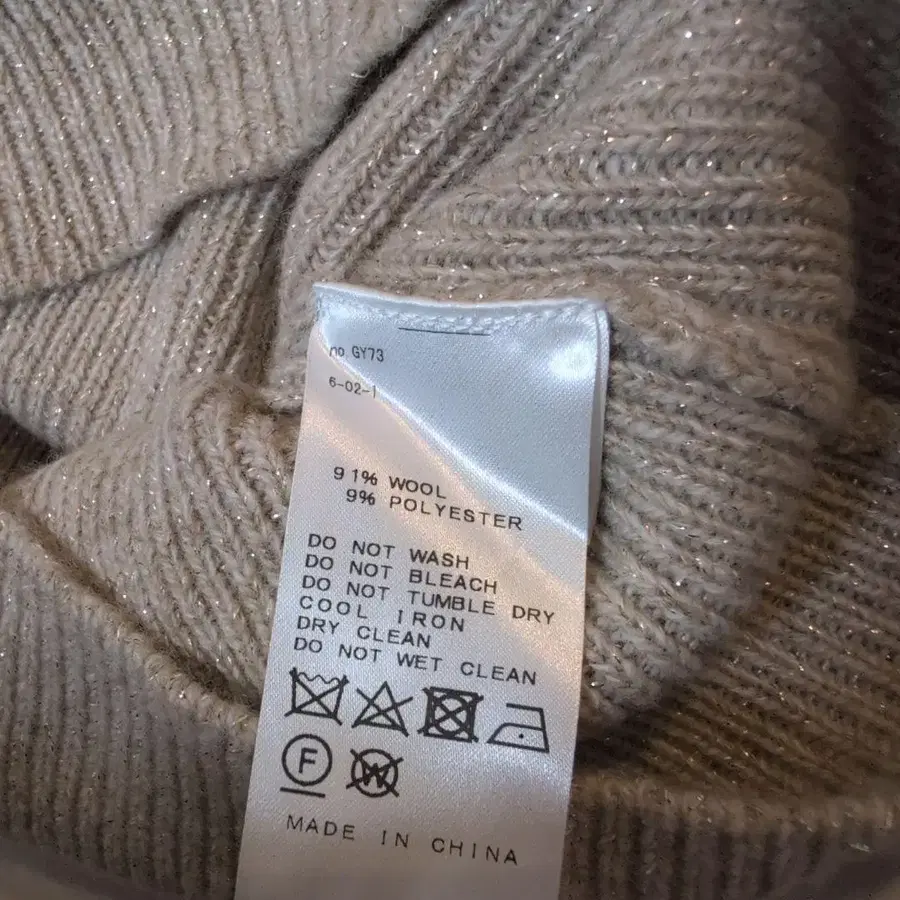 no. GY73
6-02-1
91% WOOL
9% POLYESTER
DO NOT WASH
DO NOT BLEACH
DO NOT TUMBLE DRY
COOL IRON
DRY CLEAN
DO NOT WET CLEAN
F W
MADE IN CHINA